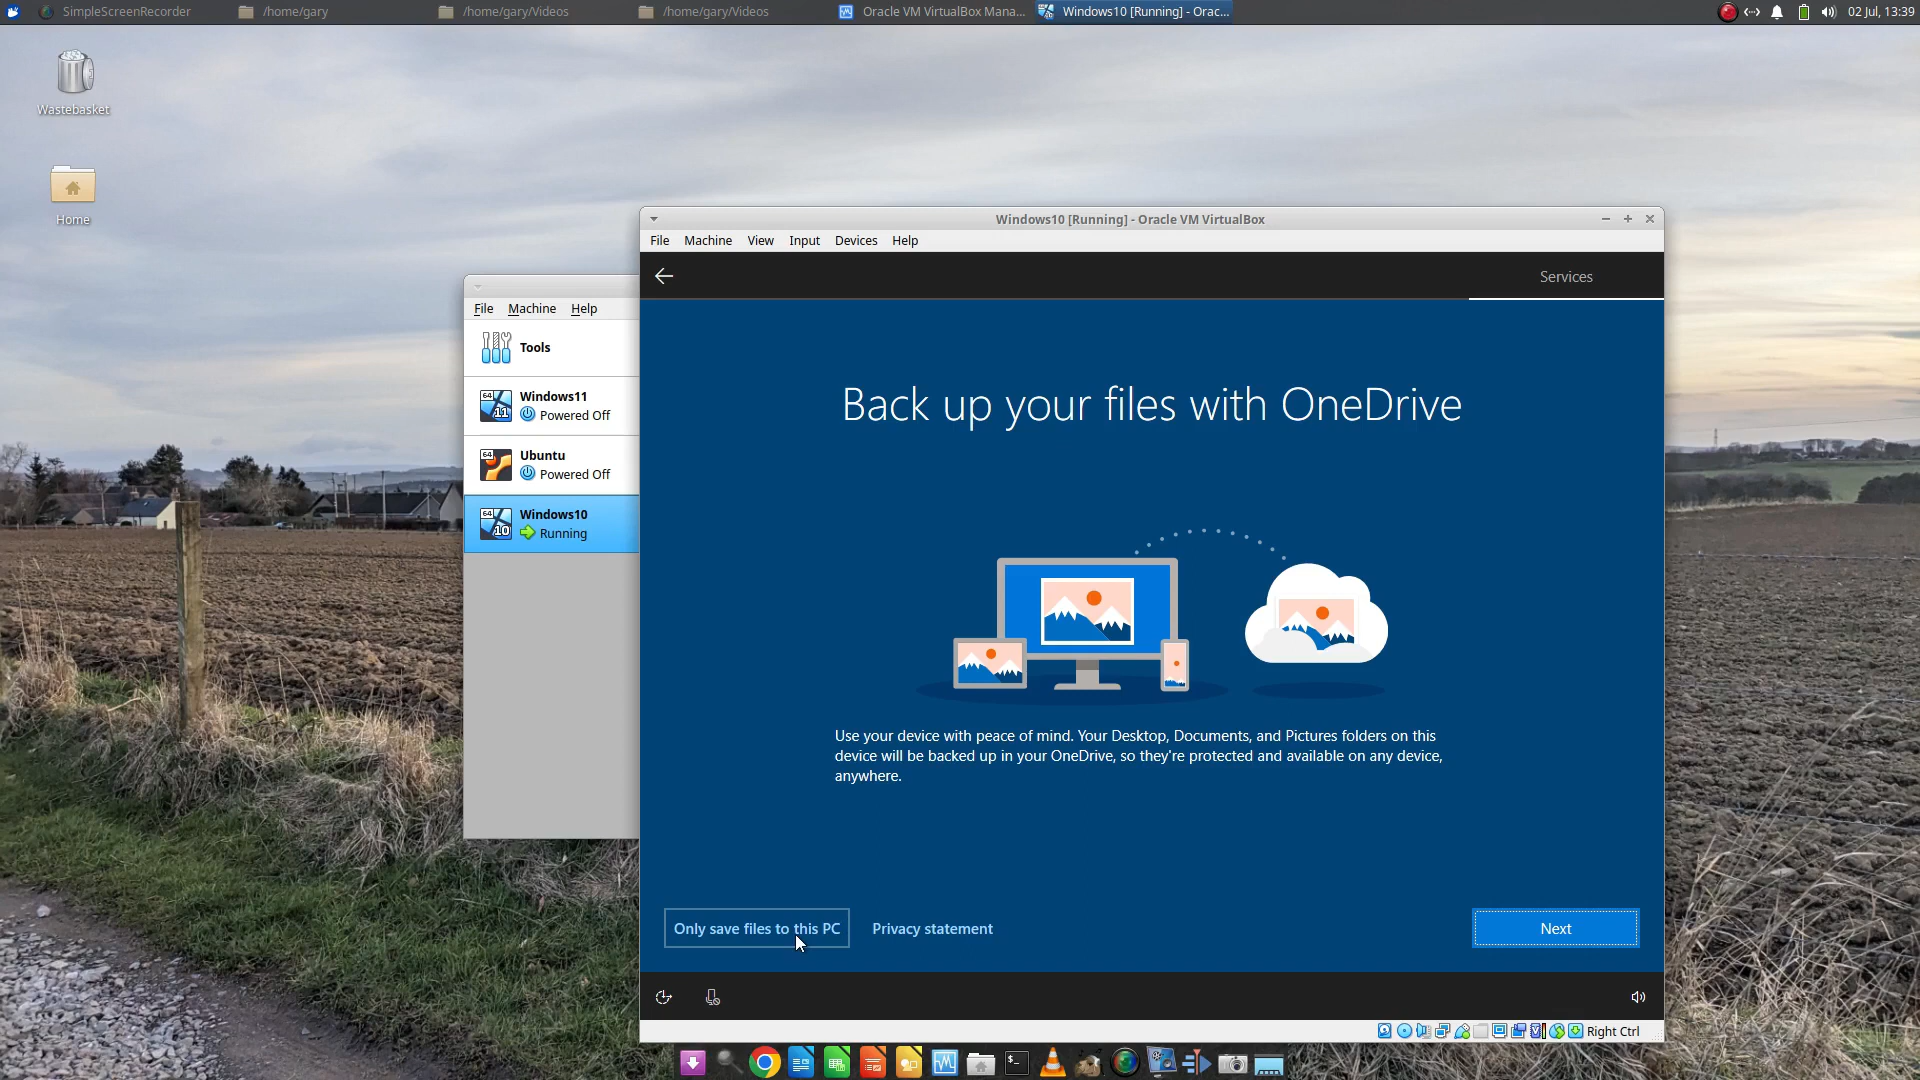 SimpleScreenRecorder
/home/gary
/home/gary/Videos
/home/gary/Videos
Oracle VM VirtualBox Mana...
Windows10 [Running] - Orac...
02 Jul, 13:39
Wastebasket
Home
File Machine Help
Tools
64
11
Windows11
Powered Off
64
Ubuntu
Powered Off
64
10
Windows10
Running
Windows10 [Running] - Oracle VM VirtualBox
File Machine View Input Devices Help
Services
Back up your files with OneDrive
Use your device with peace of mind. Your Desktop, Documents, and Pictures folders on this
device will be backed up in your OneDrive, so they're protected and available on any device,
anywhere.
Only save files to this PC
Privacy statement
Next
Right Ctrl